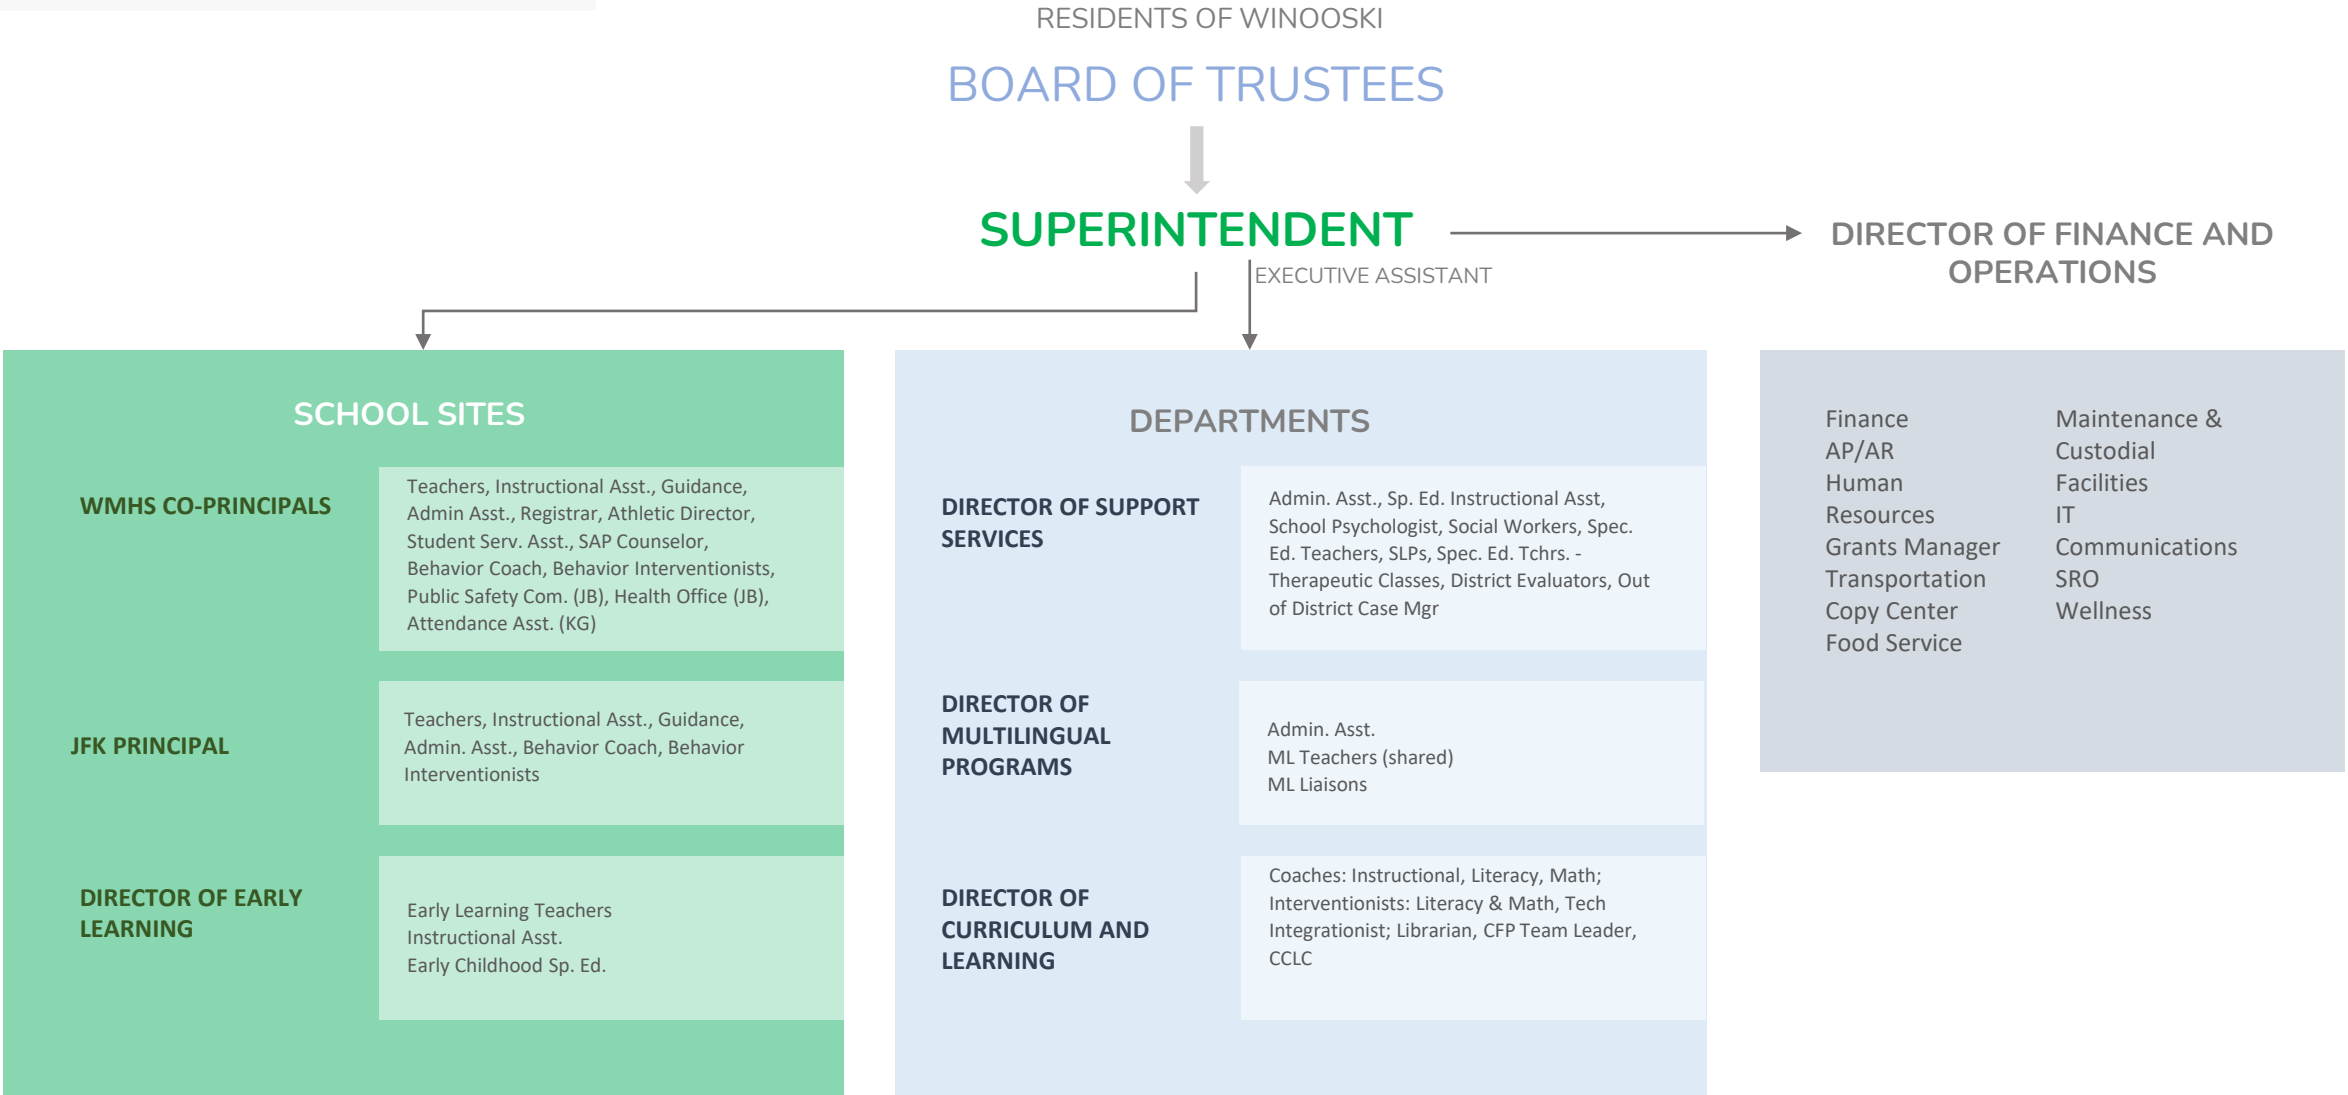 RESIDENTS OF WINOOSKI
BOARD OF TRUSTEES
SUPERINTENDENT
EXECUTIVE ASSISTANT
DIRECTOR OF FINANCE AND
OPERATIONS
SCHOOL SITES
WMHS CO-PRINCIPALS
Teachers, Instructional Asst., Guidance,
Admin Asst., Registrar, Athletic Director,
Student Serv. Asst., SAP Counselor,
Behavior Coach, Behavior Interventionists,
Public Safety Com. (JB), Health Office (JB),
Attendance Asst. (KG)
JFK PRINCIPAL
Teachers, Instructional Asst., Guidance,
Admin. Asst., Behavior Coach, Behavior
Interventionists
DIRECTOR OF EARLY
LEARNING
Early Learning Teachers
Instructional Asst.
Early Childhood Sp. Ed.
DEPARTMENTS
DIRECTOR OF SUPPORT
SERVICES
Admin. Asst., Sp. Ed. Instructional Asst,
School Psychologist, Social Workers, Spec.
Ed. Teachers, SLPs, Spec. Ed. Tchrs. -
Therapeutic Classes, District Evaluators, Out
of District Case Mgr
DIRECTOR OF
MULTILINGUAL
PROGRAMS
Admin. Asst.
ML Teachers (shared)
ML Liaisons
DIRECTOR OF
CURRICULUM AND
LEARNING
Coaches: Instructional, Literacy, Math;
Interventionists: Literacy & Math, Tech
Integrationist; Librarian, CFP Team Leader,
CCLC
Finance
AP/AR
Human
Resources
Grants Manager
Transportation
Copy Center
Food Service
Maintenance &
Custodial
Facilities
IT
Communications
SRO
Wellness